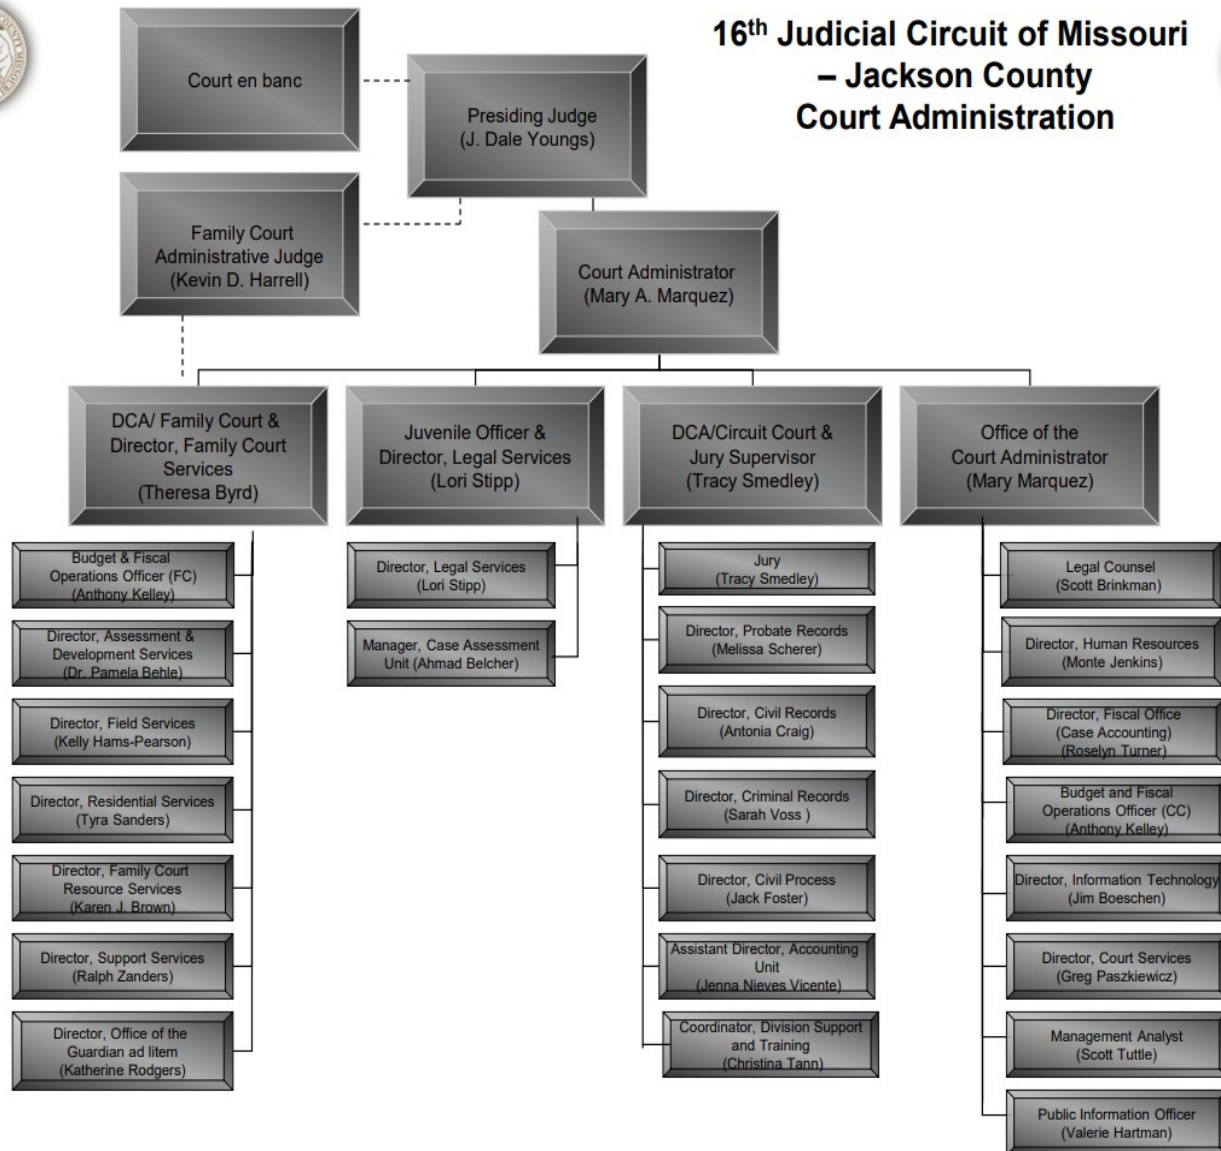 16th Judicial Circuit of Missouri
– Jackson County
Court Administration
Court en banc
Presiding Judge
(J. Dale Youngs)
Family Court
Administrative Judge
(Kevin D. Harrell)
Court Administrator
(Mary A. Marquez)
DCA/ Family Court &
Director, Family Court
Services
(Theresa Byrd)
Juvenile Officer &
Director, Legal Services
(Lori Stipp)
DCA/Circuit Court &
Jury Supervisor
(Tracy Smedley)
Office of the
Court Administrator
(Mary Marquez)
Budget & Fiscal
Operations Officer (FC)
(Anthony Kelley)
Director, Assessment &
Development Services
(Dr. Pamela Behle)
Director, Field Services
(Kelly Hams-Pearson)
Director, Residential Services
(Tyra Sanders)
Director, Family Court
Resource Services
(Karen J. Brown)
Director, Support Services
(Ralph Zanders)
Director, Office of the
Guardian ad litem
(Katherine Rodgers)
Director, Legal Services
(Lori Stipp)
Manager, Case Assessment
Unit (Ahmad Belcher)
Jury
(Tracy Smedley)
Director, Probate Records
(Melissa Scherer)
Director, Civil Records
(Antonia Craig)
Director, Criminal Records
(Sarah Voss )
Director, Civil Process
(Jack Foster)
Assistant Director, Accounting
Unit
(Jenna Nieves Vicente)
Coordinator, Division Support
and Training
(Christina Tann)
Legal Counsel
(Scott Brinkman)
Director, Human Resources
(Monte Jenkins)
Director, Fiscal Office
(Case Accounting)
(Roselyn Turner)
Budget and Fiscal
Operations Officer (CC)
(Anthony Kelley)
Director, Information Technology
(Jim Boeschen)
Director, Court Services
(Greg Paszkiewicz)
Management Analyst
(Scott Tuttle)
Public Information Officer
(Valerie Hartman)